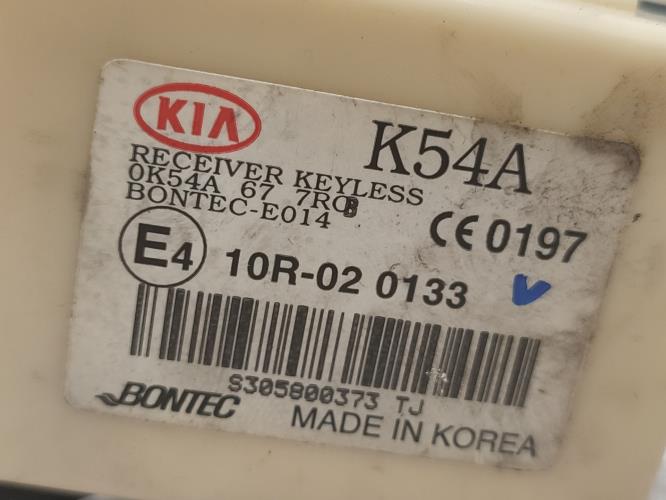 KIA
K54A
RECEIVER KEYLESS
0K54A 67 7R0B
BONTEC-E014
CE 0197
E4
10R-02 0133
S305800373 TJ
BONTEC
MADE IN KOREA